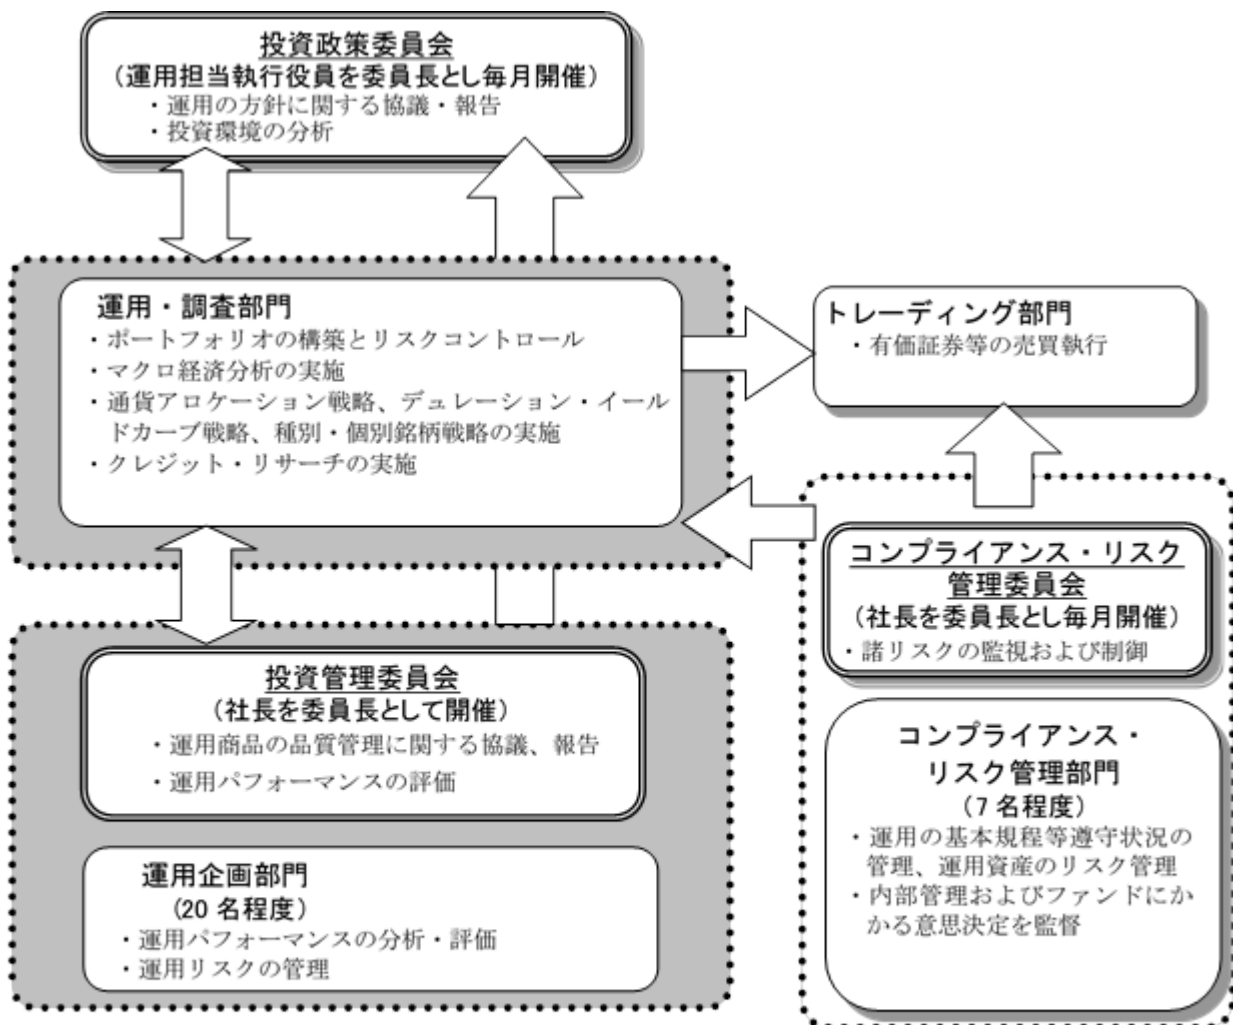 投資政策委員会
(運用担当執行役員を委員長とし毎月開催)
・運用の方針に関する協議・報告
・投資環境の分析
運用・調査部門
・ポートフォリオの構築とリスクコントロール
・マクロ経済分析の実施
・通貨アロケーション戦略、デュレーション・イール
ドカーブ戦略、種別・個別銘柄戦略の実施
・クレジット・リサーチの実施
トレーディング部門
・有価証券等の売買執行
投資管理委員会
(社長を委員長として開催)
・運用商品の品質管理に関する協議、報告
・運用パフォーマンスの評価
運用企画部門
(20 名程度)
・運用パフォーマンスの分析・評価
・運用リスクの管理
コンプライアンス・リスク
管理委員会
(社長を委員長とし毎月開催)
・諸リスクの監視および制御
コンプライアンス・
リスク管理部門
(7 名程度)
・運用の基本規程等遵守状況の
管理、運用資産のリスク管理
・内部管理およびファンドにか
かる意思決定を監督